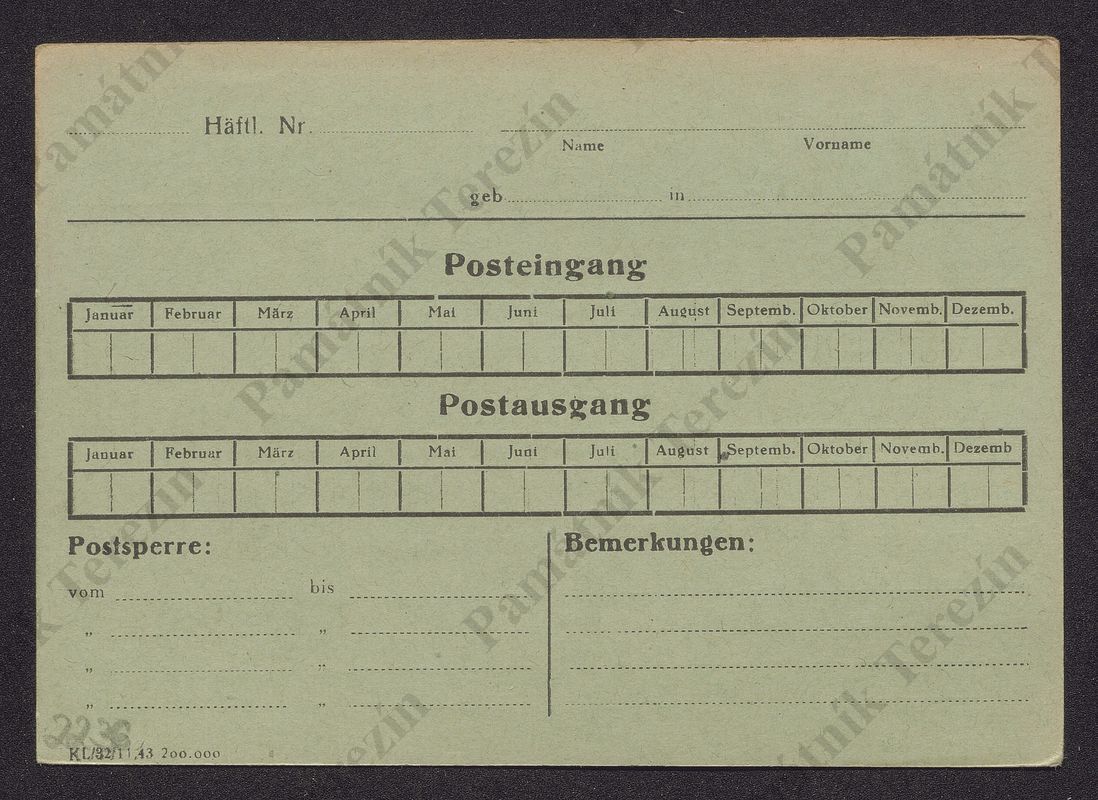 Häftl. Nr.
Name Vorname
geb in
Posteingang
Januar Februar März April Mai Juni Juli August Septemb. Oktober Novemb. Dezemb.
Postausgang
Januar Februar März April Mai Juni Juli August Septemb. Oktober Novemb. Dezemb
Postsperre: Bemerkungen:
vom bis
„ „
„ „
„ „
KL/32/11.43 200.000
Památník Terezín